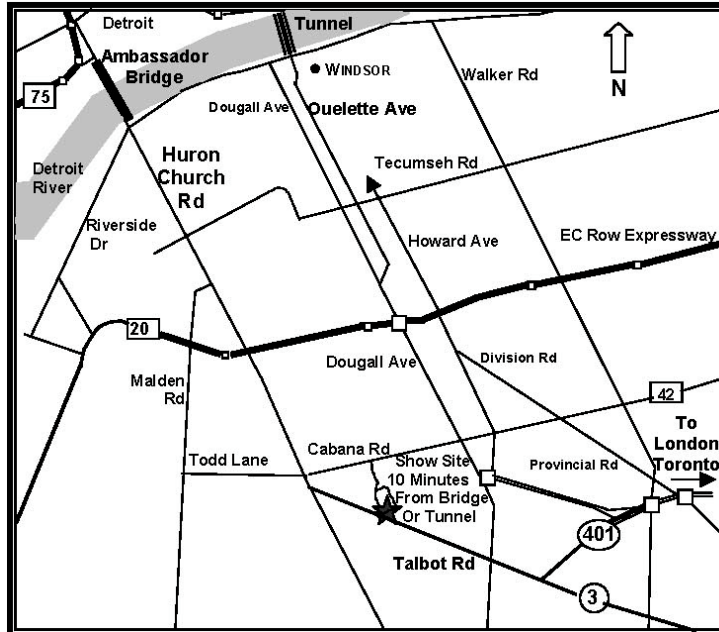 Detroit
Tunnel
Ambassador
Bridge
WINDSOR
Walker Rd
75
Dougall Ave
Ouelette Ave
N
Detroit
River
Huron
Church
Rd
Tecumseh Rd
Riverside
Dr
Howard Ave
EC Row Expressway
20
Dougall Ave
Division Rd
Malden
Rd
42
To
London
Toronto
Cabana Rd
Todd Lane
Show Site
10 Minutes
From Bridge
Or Tunnel
Provincial Rd
401
Talbot Rd
3